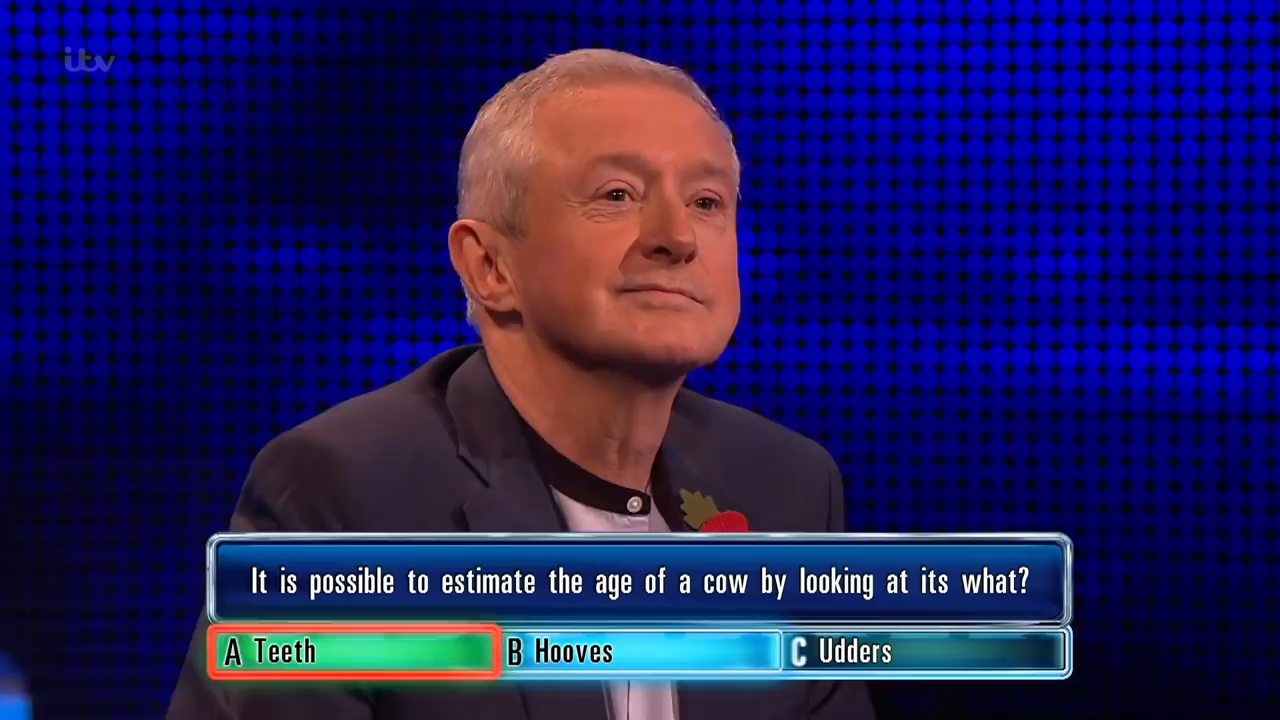 itv
It is possible to estimate the age of a cow by looking at its what?
A Teeth
B Hooves
C Udders